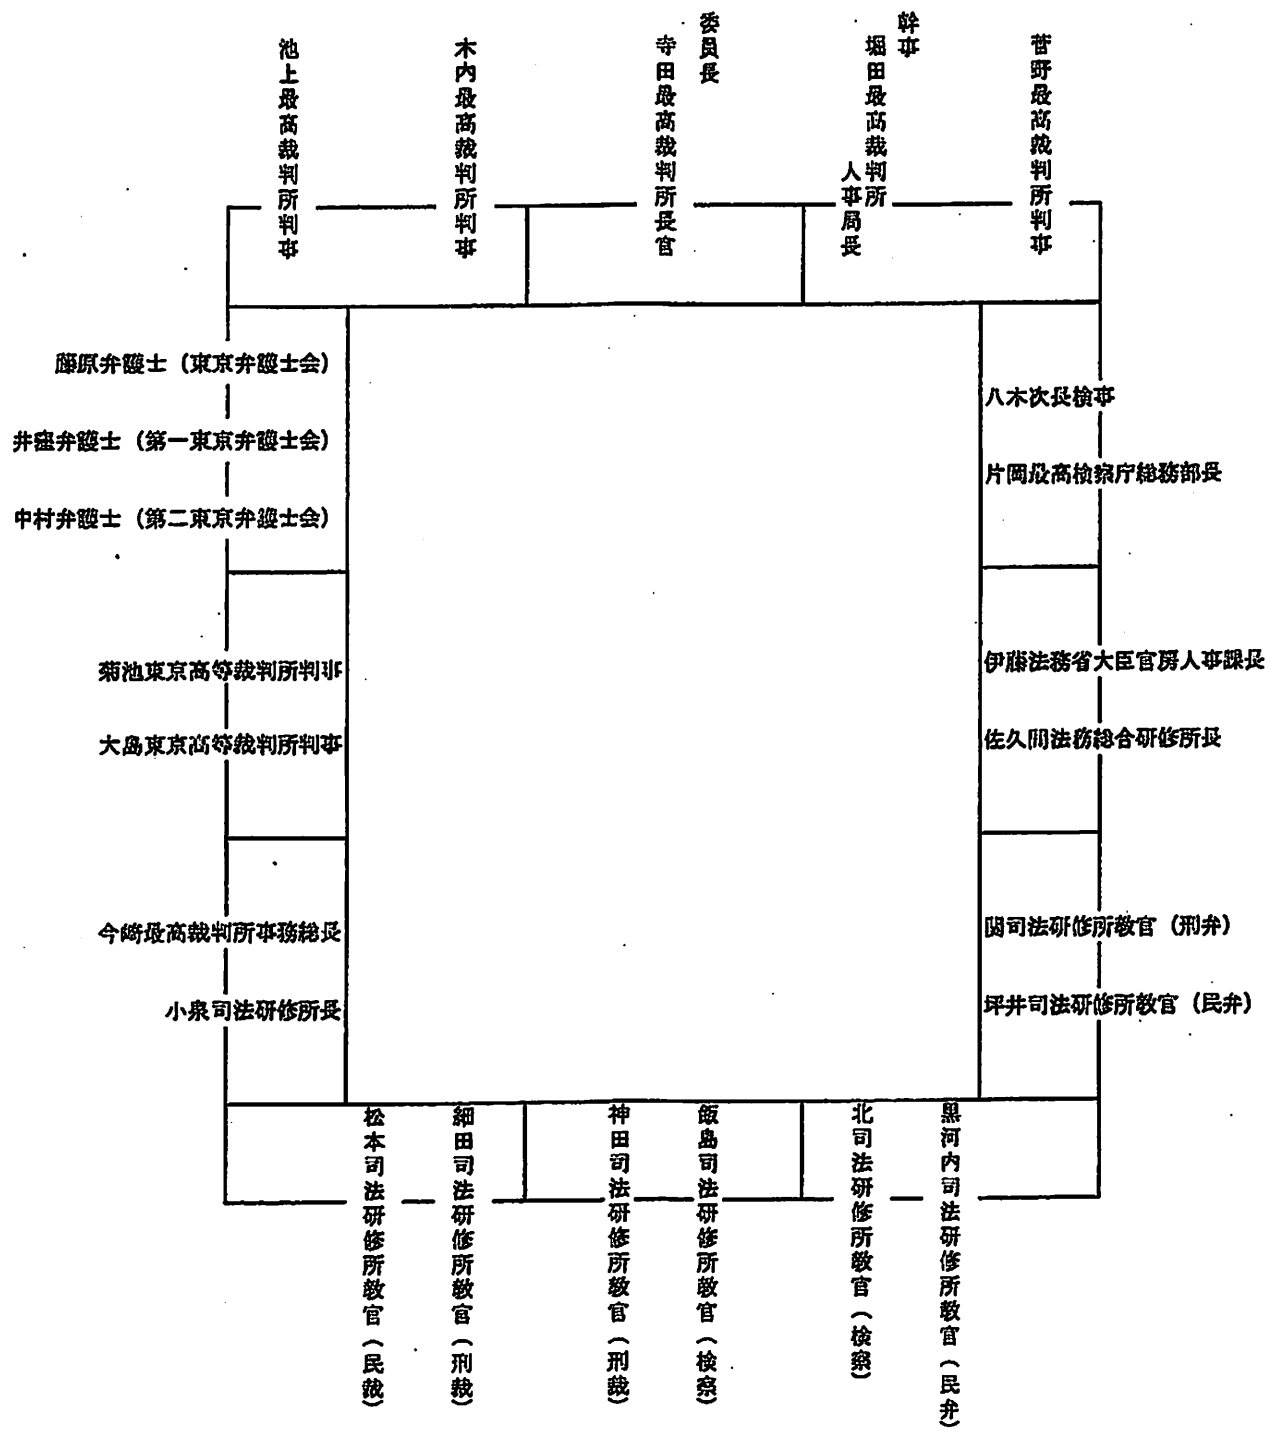 幹事
委員長
菅野最高裁判所判事
堀田最高裁判所
人事局長
寺田最高裁判所長官
木内最高裁判所判事
池上最高裁判所判事
藤原弁護士（東京弁護士会）
井窪弁護士（第一東京弁護士会）
中村弁護士（第二東京弁護士会）
菊池東京高等裁判所判事
大島東京高等裁判所判事
今崎最高裁判所事務総長
小泉司法研修所長
八木次長検事
片岡最高検察庁総務部長
伊藤法務省大臣官房人事課長
佐久間法務総合研修所長
関司法研修所教官（刑弁）
坪井司法研修所教官（民弁）
黒河内司法研修所教官（民弁）
北司法研修所教官（検察）
飯島司法研修所教官（検察）
神田司法研修所教官（刑裁）
細田司法研修所教官（刑裁）
松本司法研修所教官（民裁）